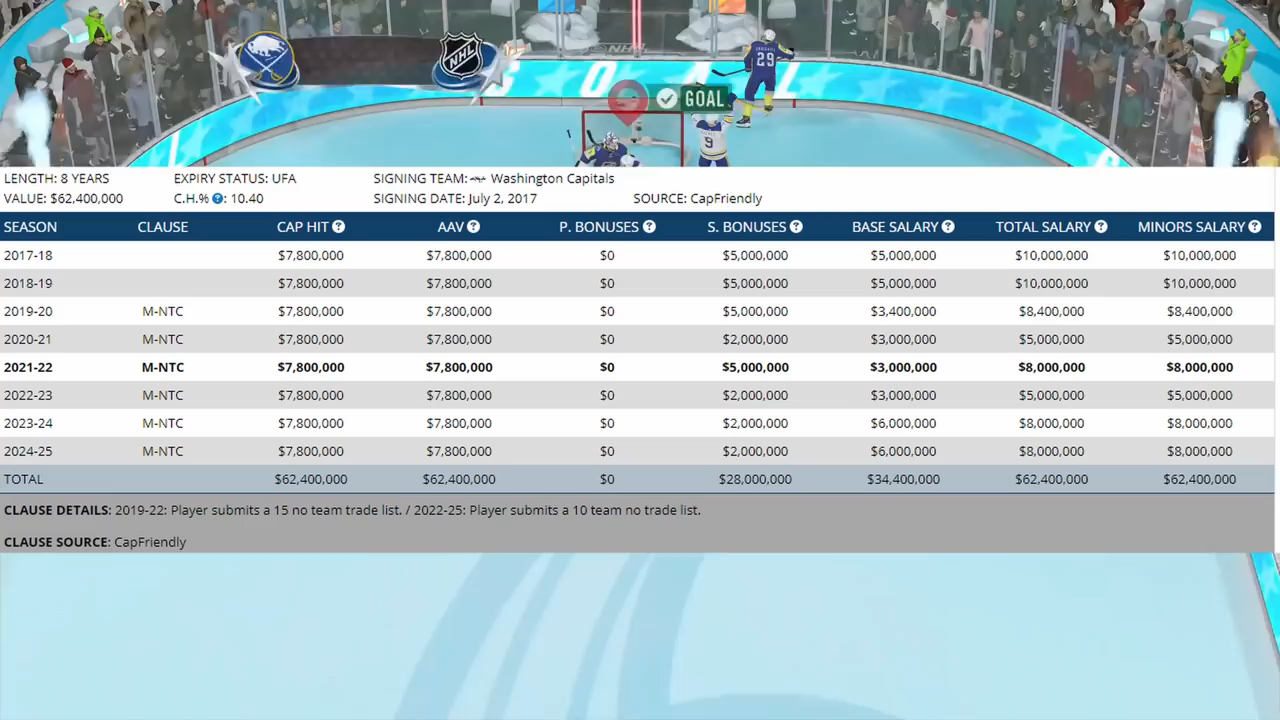 NHL
29
GOAL
9
LENGTH: 8 YEARS EXPIRY STATUS: UFA SIGNING TEAM: Washington Capitals
VALUE: $62,400,000 C.H.% ?: 10.40 SIGNING DATE: July 2, 2017 SOURCE: CapFriendly
SEASON CLAUSE CAP HIT ? AAV ? P. BONUSES ? S. BONUSES ? BASE SALARY ? TOTAL SALARY ? MINORS SALARY ?
2017-18 $7,800,000 $7,800,000 $0 $5,000,000 $5,000,000 $10,000,000 $10,000,000
2018-19 $7,800,000 $7,800,000 $0 $5,000,000 $5,000,000 $10,000,000 $10,000,000
2019-20 M-NTC $7,800,000 $7,800,000 $0 $5,000,000 $3,400,000 $8,400,000 $8,400,000
2020-21 M-NTC $7,800,000 $7,800,000 $0 $2,000,000 $3,000,000 $5,000,000 $5,000,000
2021-22 M-NTC $7,800,000 $7,800,000 $0 $5,000,000 $3,000,000 $8,000,000 $8,000,000
2022-23 M-NTC $7,800,000 $7,800,000 $0 $2,000,000 $3,000,000 $5,000,000 $5,000,000
2023-24 M-NTC $7,800,000 $7,800,000 $0 $2,000,000 $6,000,000 $8,000,000 $8,000,000
2024-25 M-NTC $7,800,000 $7,800,000 $0 $2,000,000 $6,000,000 $8,000,000 $8,000,000
TOTAL $62,400,000 $62,400,000 $0 $28,000,000 $34,400,000 $62,400,000 $62,400,000
CLAUSE DETAILS: 2019-22: Player submits a 15 no team trade list. / 2022-25: Player submits a 10 team no trade list.
CLAUSE SOURCE: CapFriendly